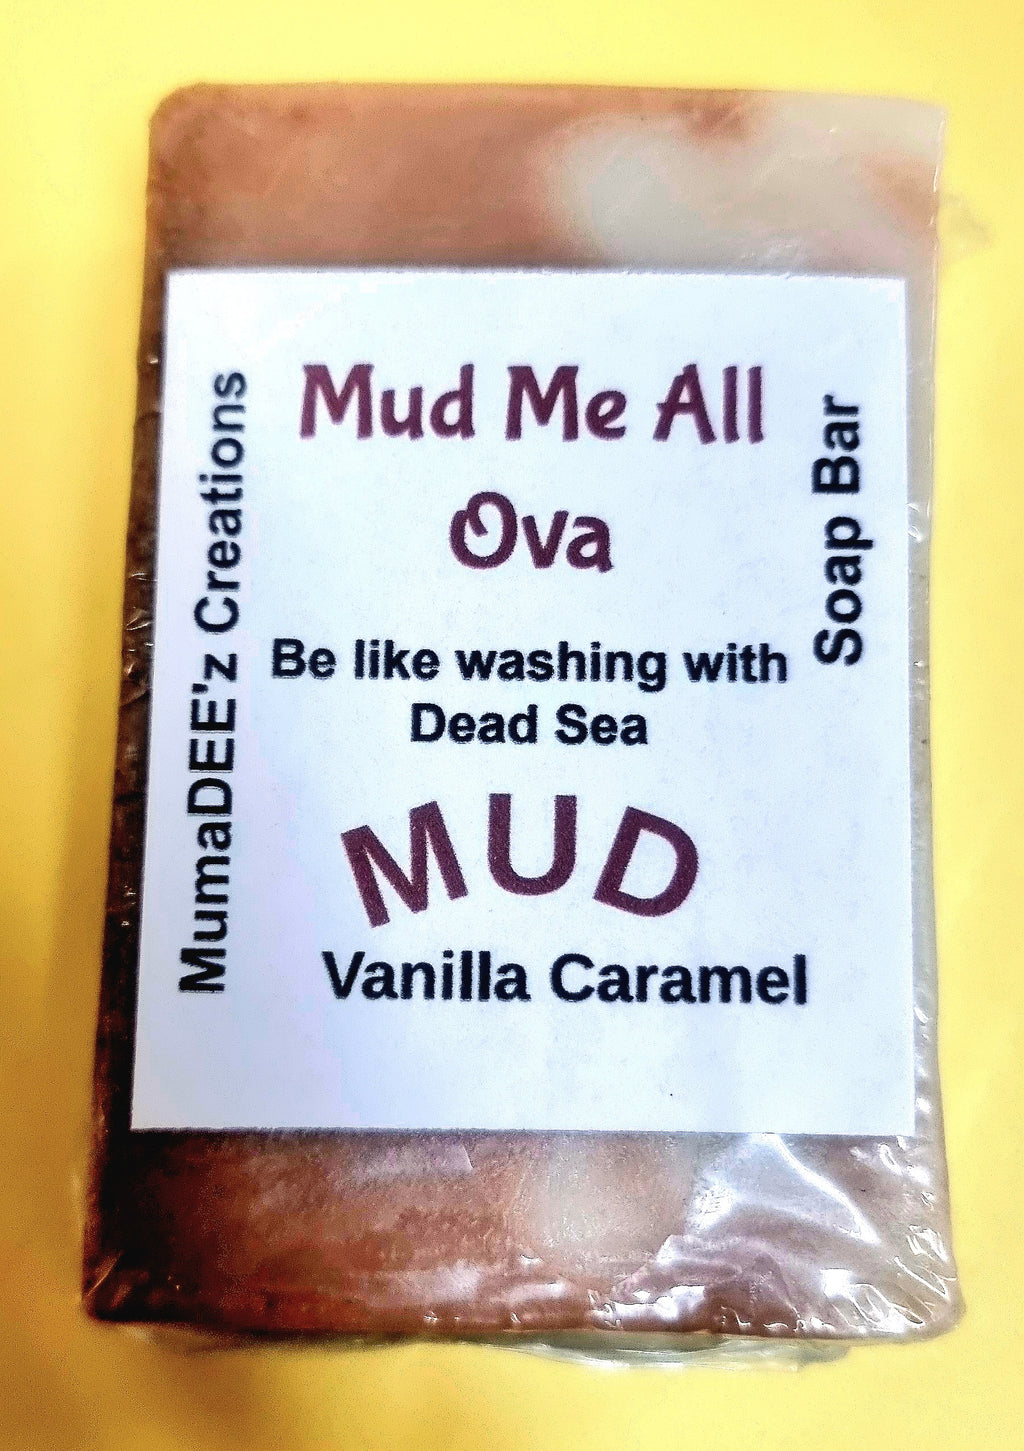 Mud Me All
Ova
Be like washing with
Dead Sea
MUD
Vanilla Caramel
MumaDEE'z Creations
Soap Bar